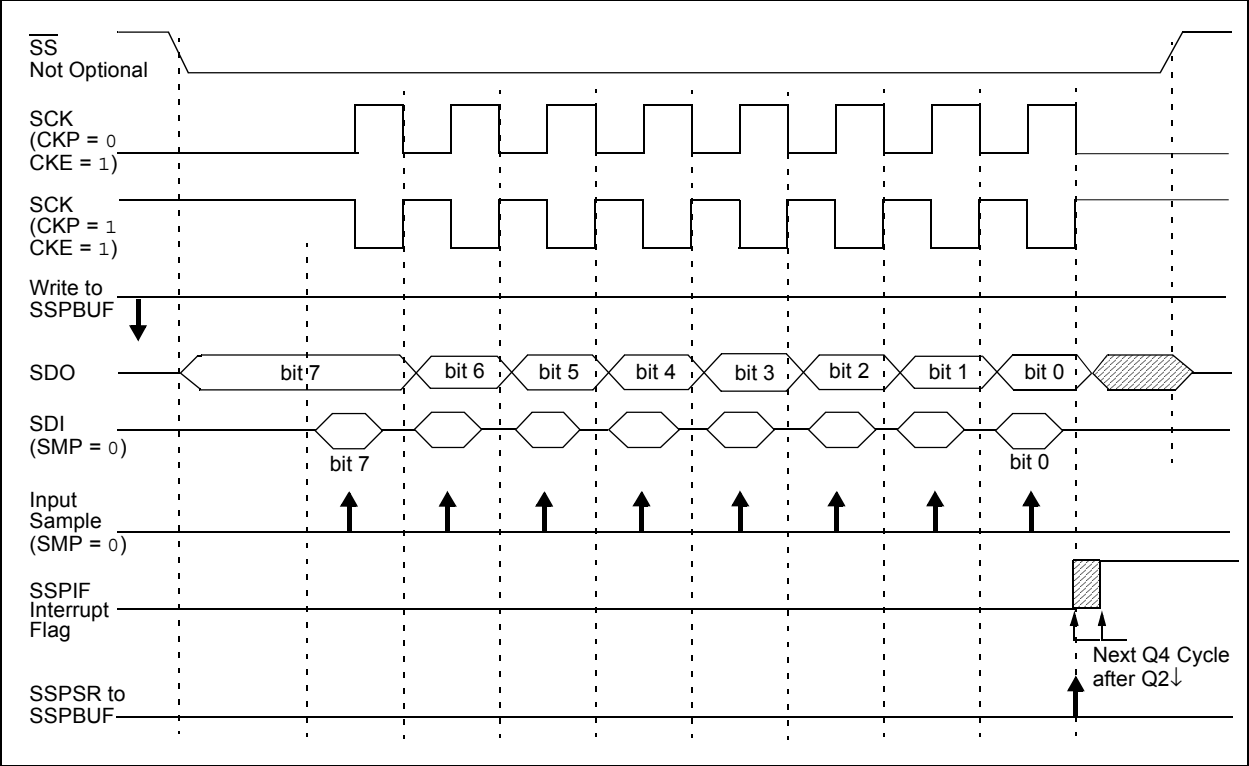 SS
Not Optional
SCK
(CKP = 0
CKE = 1)
SCK
(CKP = 1
CKE = 1)
Write to
SSPBUF
SDO
bit 7 bit 6 bit 5 bit 4 bit 3 bit 2 bit 1 bit 0
SDI
(SMP = 0)
bit 7 bit 0
Input
Sample
(SMP = 0)
SSPIF
Interrupt
Flag
Next Q4 Cycle
after Q2↓
SSPSR to
SSPBUF